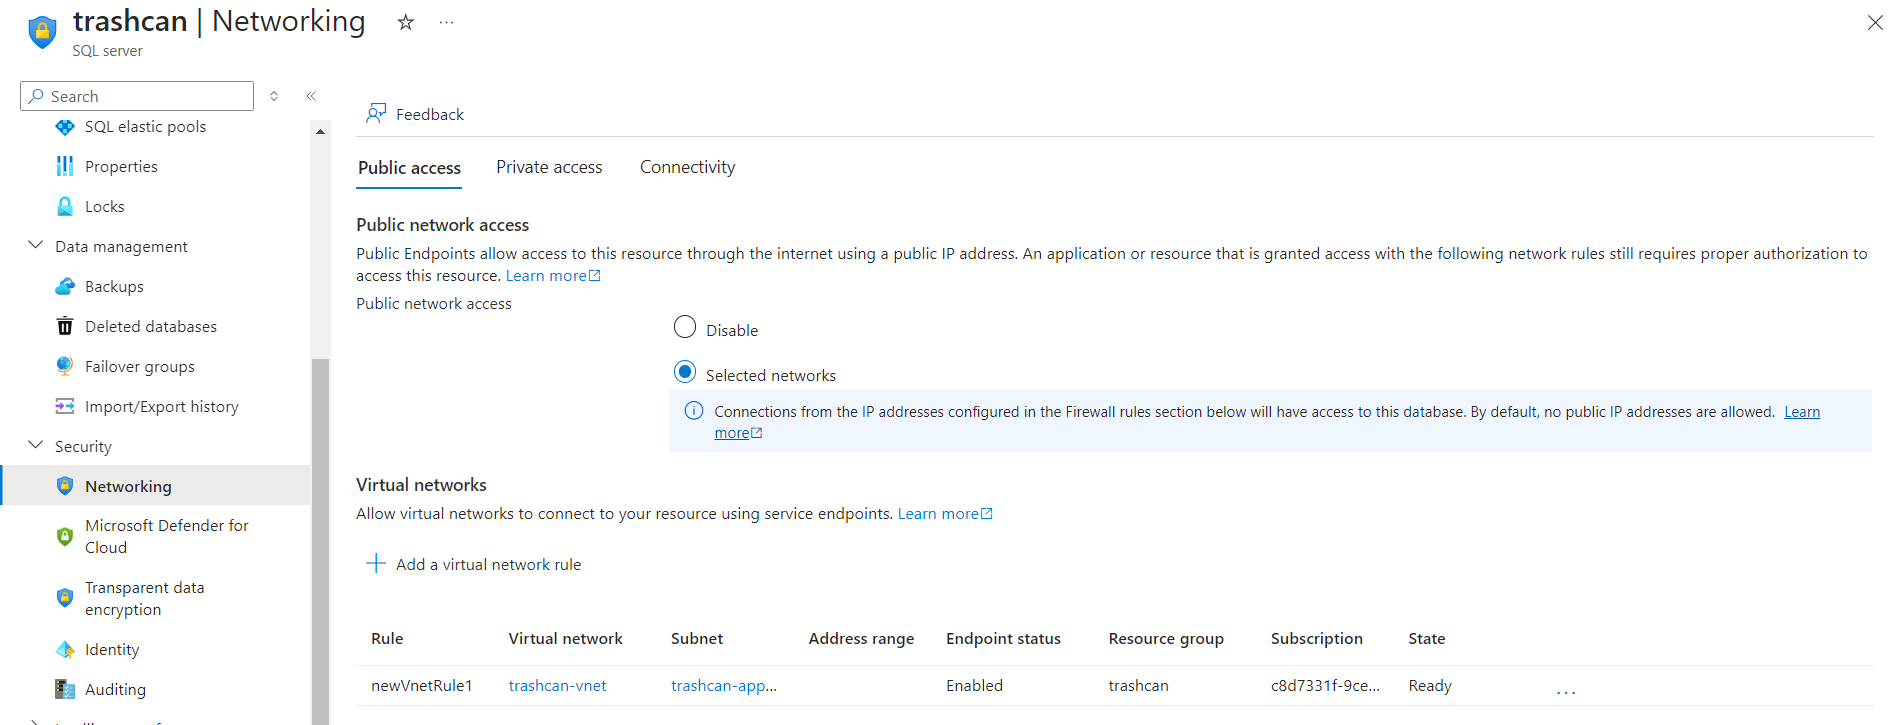 trashcan | Networking
SQL server
Search
SQL elastic pools
Properties
Locks
Data management
Backups
Deleted databases
Failover groups
Import/Export history
Security
Networking
Microsoft Defender for
Cloud
Transparent data
encryption
Identity
Auditing
Feedback
Public access Private access Connectivity
Public network access
Public Endpoints allow access to this resource through the internet using a public IP address. An application or resource that is granted access with the following network rules still requires proper authorization to
access this resource. Learn more
Public network access
Disable
Selected networks
Connections from the IP addresses configured in the Firewall rules section below will have access to this database. By default, no public IP addresses are allowed. Learn
more
Virtual networks
Allow virtual networks to connect to your resource using service endpoints. Learn more
Add a virtual network rule
Rule Virtual network Subnet Address range Endpoint status Resource group Subscription State
newVnetRule1 trashcan-vnet trashcan-app... Enabled trashcan c8d7331f-9ce... Ready ...